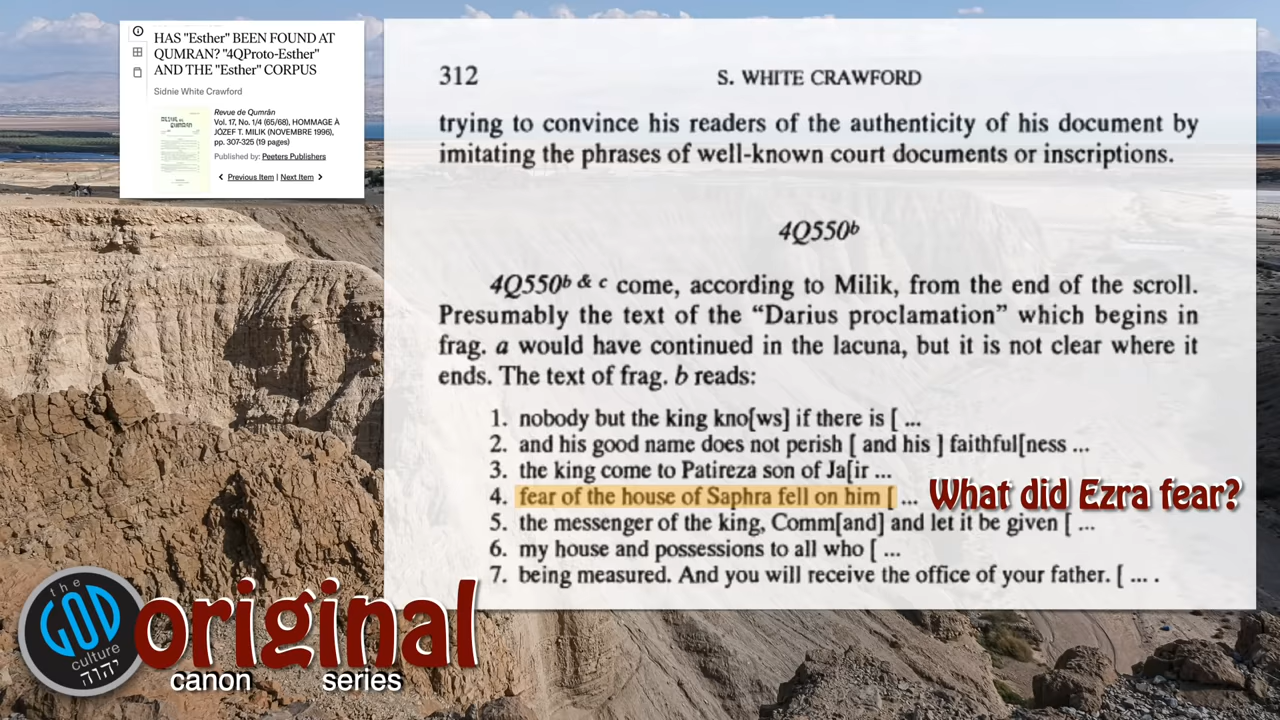 HAS "Esther" BEEN FOUND AT
QUMRAN? "4QProto-Esther"
AND THE "Esther" CORPUS
Sidnie White Crawford
Revue de Qumrân
Vol. 17, No. 1/4 (65/68), HOMMAGE À
JÓZEF T. MILIK (NOVEMBRE 1996),
pp. 307-325 (19 pages)
Published by: Peeters Publishers
Previous Item | Next Item
312 S. WHITE CRAWFORD
trying to convince his readers of the authenticity of his document by
imitating the phrases of well-known court documents or inscriptions.
4Q550b
4Q550b & c come, according to Milik, from the end of the scroll.
Presumably the text of the “Darius proclamation” which begins in
frag. a would have continued in the lacuna, but it is not clear where it
ends. The text of frag. b reads:
1. nobody but the king kno[ws] if there is [ ...
2. and his good name does not perish [ and his ] faithful[ness ...
3. the king come to Patireza son of Ja[ir ...
4. fear of the house of Saphra fell on him [ ... What did Ezra fear?
5. the messenger of the king, Comm[and] and let it be given [ ...
6. my house and possessions to all who [ ...
7. being measured. And you will receive the office of your father. [ ... .
the
GOD
culture
יהוה
original
canon series